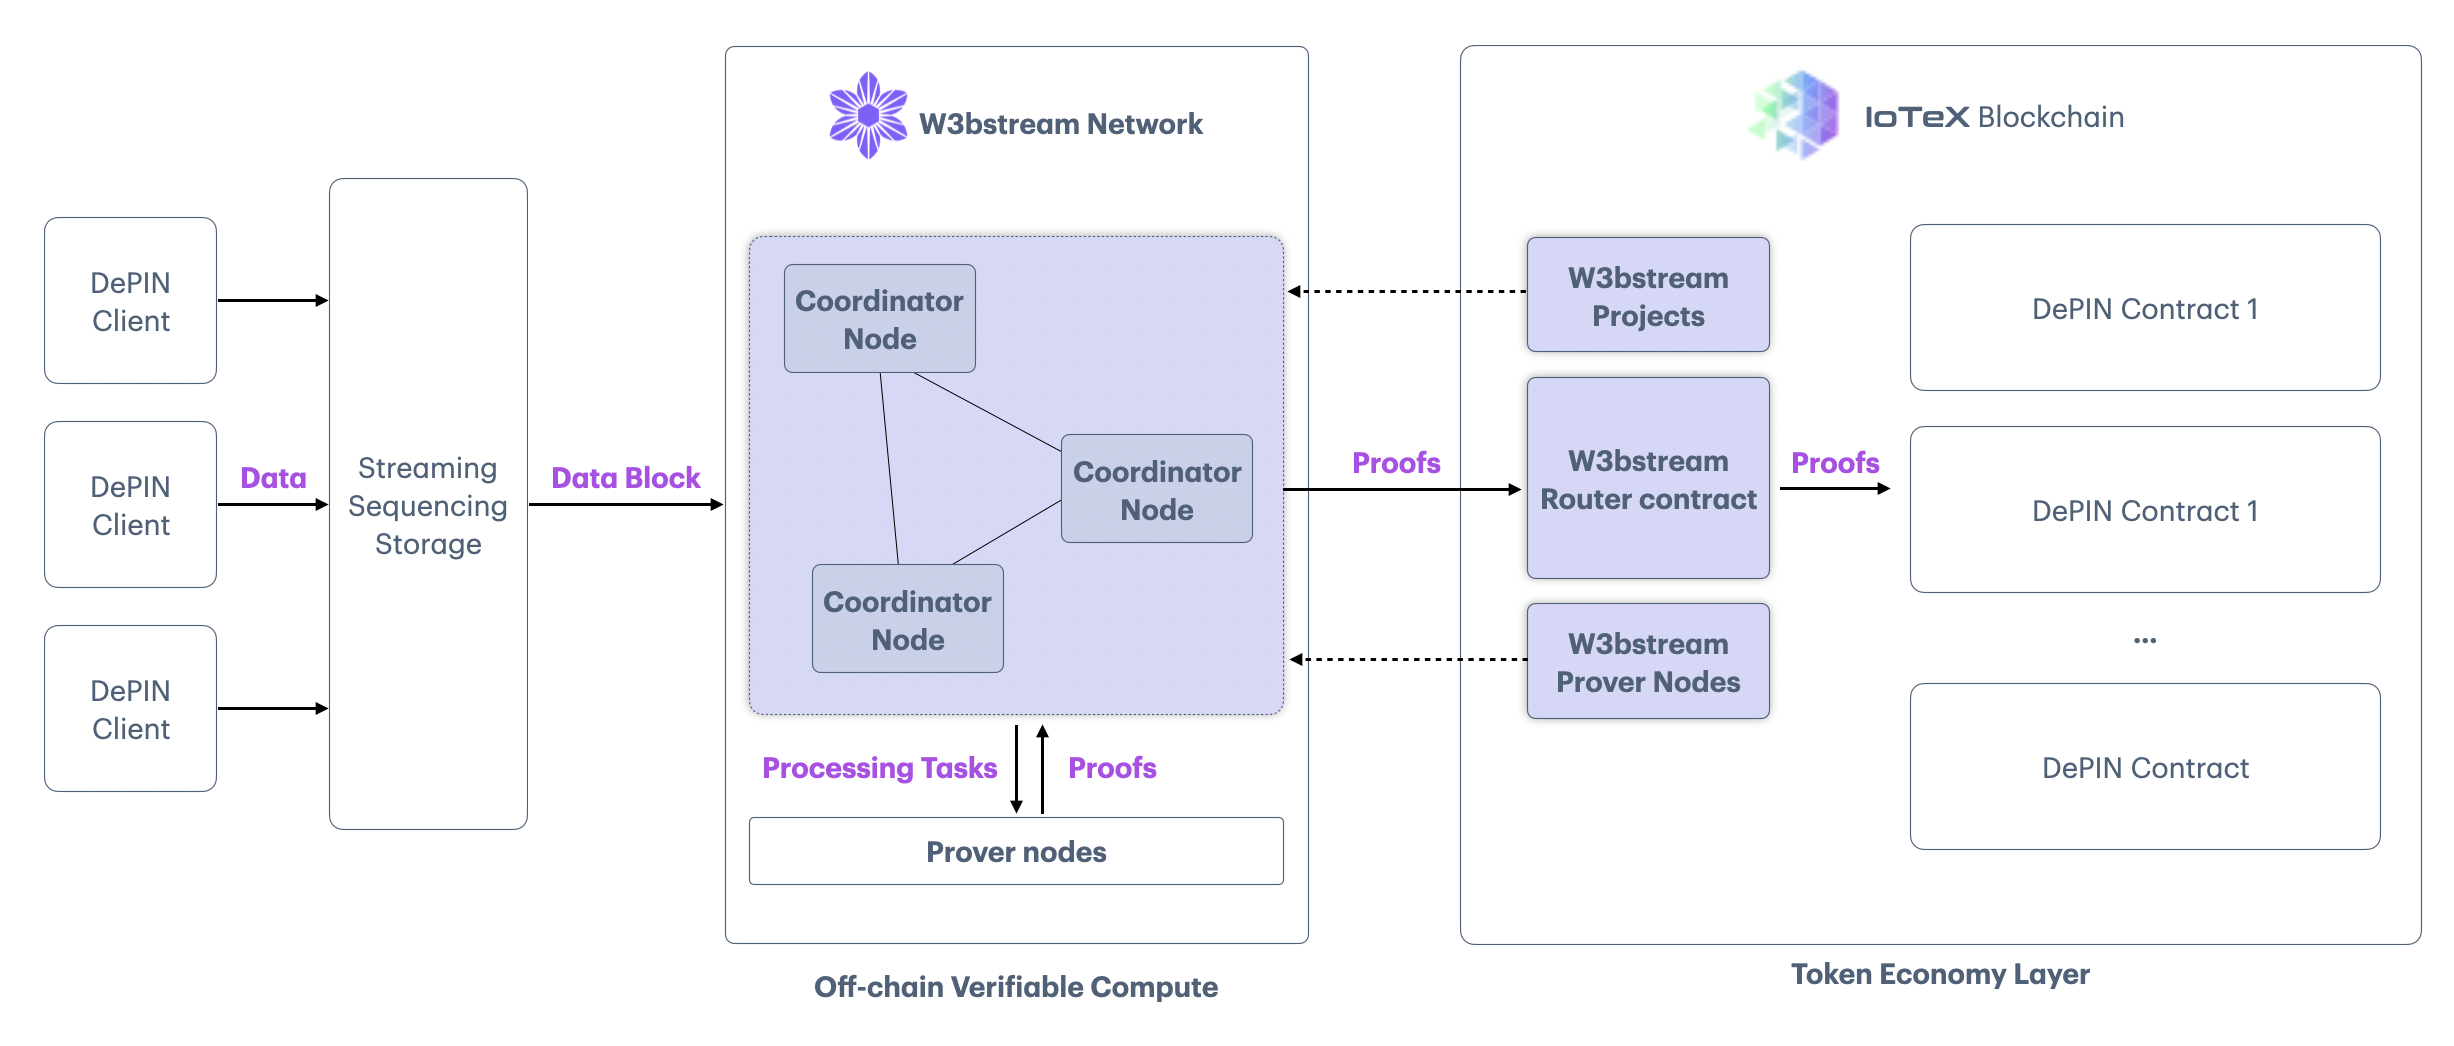 W3bstream Network
IoTeX Blockchain
DePIN
Client
DePIN
Client
DePIN
Client
Data
Streaming
Sequencing
Storage
Data Block
Coordinator
Node
Coordinator
Node
Coordinator
Node
Processing Tasks
Proofs
Prover nodes
Off-chain Verifiable Compute
Proofs
W3bstream
Projects
W3bstream
Router contract
W3bstream
Prover Nodes
Proofs
DePIN Contract 1
DePIN Contract 1
...
DePIN Contract
Token Economy Layer